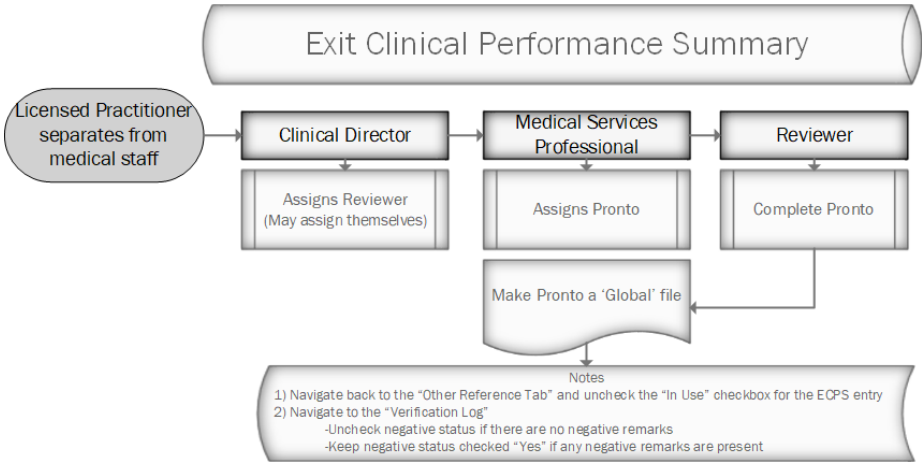 Exit Clinical Performance Summary
Licensed Practitioner
separates from
medical staff
Clinical Director
Medical Services
Professional
Reviewer
Assigns Reviewer
(May assign themselves)
Assigns Pronto
Complete Pronto
Make Pronto a ‘Global’ file
Notes
1) Navigate back to the “Other Reference Tab” and uncheck the “In Use” checkbox for the ECPS entry
2) Navigate to the “Verification Log”
-Uncheck negative status if there are no negative remarks
-Keep negative status checked “Yes” if any negative remarks are present